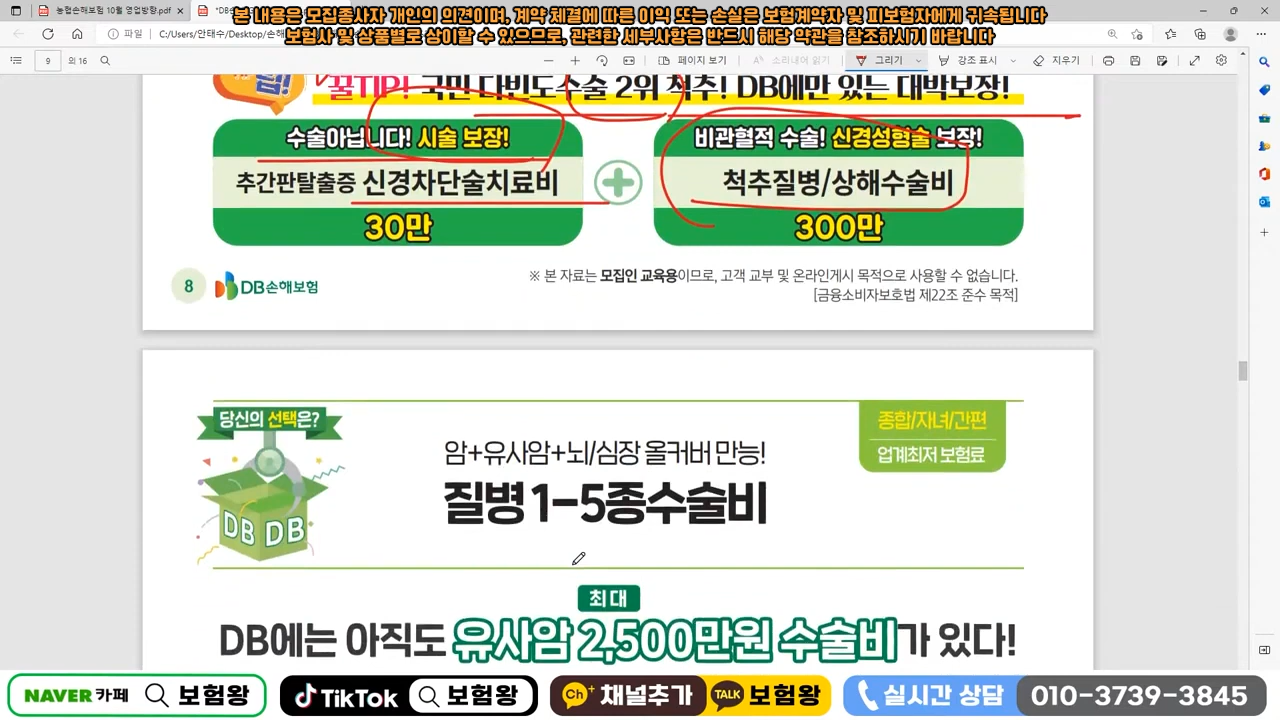 농협손해보험 10월 영업방향.pdf
본 내용은 모집종사자 개인의 의견이며, 계약 체결에 따른 이익 또는 손실은 보험계약자 및 피보험자에게 귀속됩니다
보험사 및 상품별로 상이할 수 있으므로, 관련한 세부사항은 반드시 해당 약관을 참조하시기 바랍니다
파일
9 의 16
페이지 보기
소리내어 읽기
그리기
강조 표시
지우기
꿀TIP! 국민 다빈도수술 2위 척추! DB에만 있는 대박보장!
수술아닙니다! 시술 보장!
추간판탈출증 신경차단술치료비
30만
비관혈적 수술! 신경성형술 보장!
척추질병/상해수술비
300만
8 DB손해보험
※ 본 자료는 모집인 교육용이므로, 고객 교부 및 온라인게시 목적으로 사용할 수 없습니다.
[금융소비자보호법 제22조 준수 목적]
당신의 선택은?
DB DB
암+유사암+뇌/심장 올커버 만능!
질병 1-5종수술비
종합/자녀/간편
업계최저 보험료
최대
DB에는 아직도 유사암 2,500만원 수술비가 있다!
NAVER 카페 보험왕
TikTok 보험왕
Ch+ 채널추가 TALK 보험왕
실시간 상담 010-3739-3845